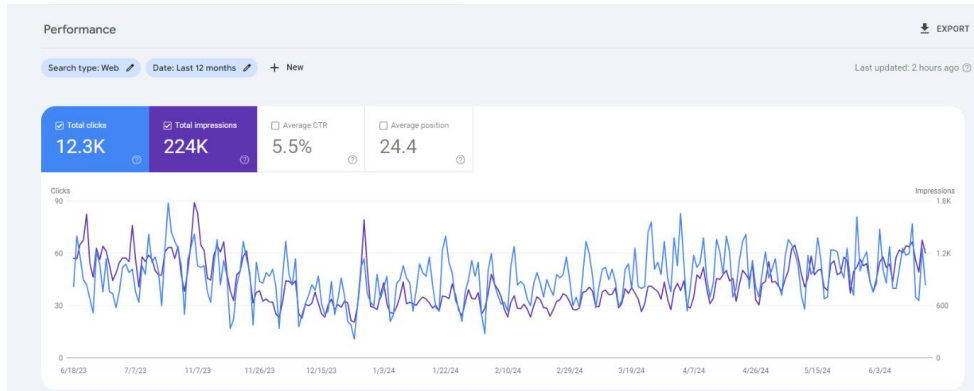 Performance
EXPORT
Search type: Web
Date: Last 12 months
+ New
Last updated: 2 hours ago
Total clicks
12.3K
Total impressions
224K
Average CTR
5.5%
Average position
24.4
Clicks
Impressions
90
60
30
0
1.8K
1.2K
600
0
6/18/23 7/7/23 11/7/23 11/26/23 12/15/23 1/3/24 1/22/24 2/10/24 2/29/24 3/19/24 4/7/24 4/26/24 5/15/24 6/3/24